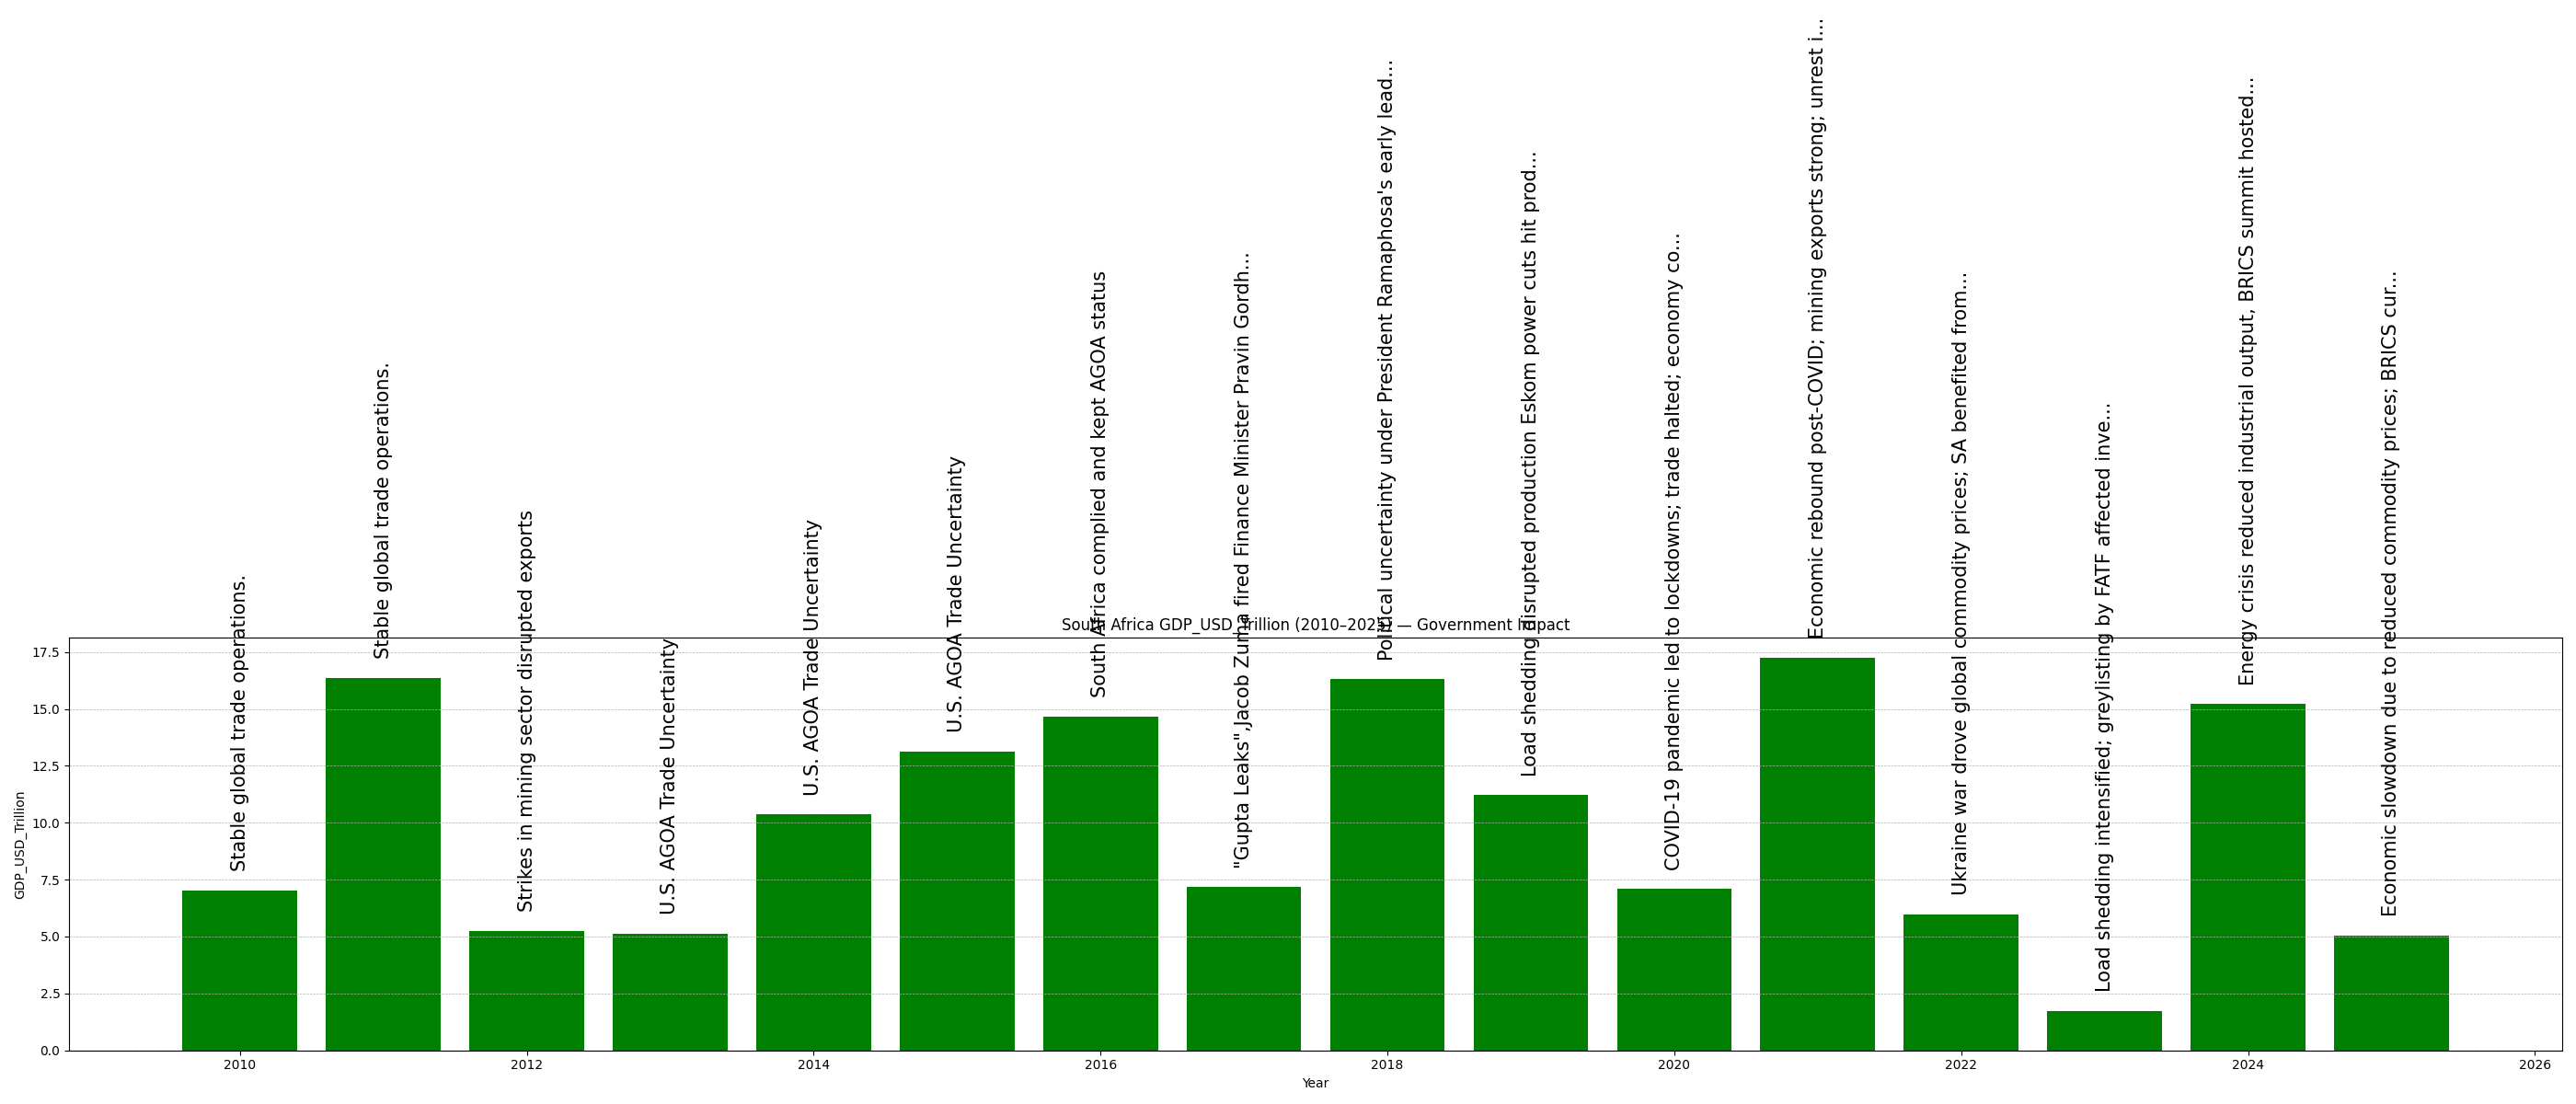 South Africa GDP_USD_Trillion (2010–2025) — Government Impact
GDP_USD_Trillion
17.5
15.0
12.5
10.0
7.5
5.0
2.5
0.0
Stable global trade operations.
Stable global trade operations.
Strikes in mining sector disrupted exports
U.S. AGOA Trade Uncertainty
U.S. AGOA Trade Uncertainty
U.S. AGOA Trade Uncertainty
South Africa complied and kept AGOA status
"Gupta Leaks",Jacob Zuma fired Finance Minister Pravin Gordh...
Political uncertainty under President Ramaphosa's early lead...
Load shedding disrupted production Eskom power cuts hit prod...
COVID-19 pandemic led to lockdowns; trade halted; economy co...
Economic rebound post-COVID; mining exports strong; unrest i...
Ukraine war drove global commodity prices; SA benefited from...
Load shedding intensified; greylisting by FATF affected inve...
Energy crisis reduced industrial output, BRICS summit hosted...
Economic slowdown due to reduced commodity prices; BRICS cur...
2010 2012 2014 2016 2018 2020 2022 2024 2026
Year